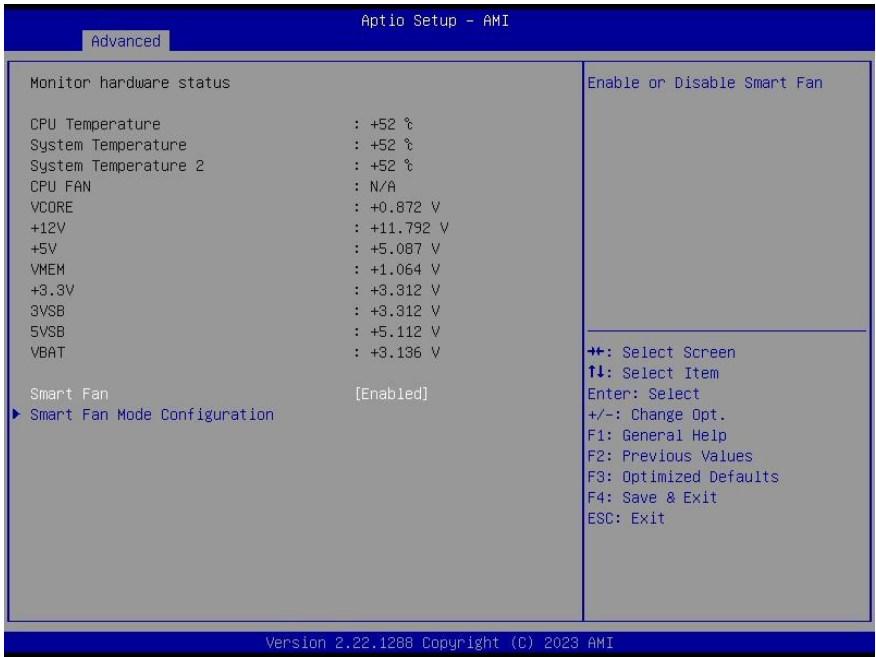 Aptio Setup - AMI
Advanced
Monitor hardware status
CPU Temperature : +52 ℃
System Temperature : +52 ℃
System Temperature 2 : +52 ℃
CPU FAN : N/A
VCORE : +0.872 V
+12V : +11.792 V
+5V : +5.087 V
VMEM : +1.064 V
+3.3V : +3.312 V
3VSB : +3.312 V
5VSB : +5.112 V
VBAT : +3.136 V
Smart Fan [Enabled]
Smart Fan Mode Configuration
Enable or Disable Smart Fan
→←: Select Screen
↑↓: Select Item
Enter: Select
+/-: Change Opt.
F1: General Help
F2: Previous Values
F3: Optimized Defaults
F4: Save & Exit
ESC: Exit
Version 2.22.1288 Copyright (C) 2023 AMI